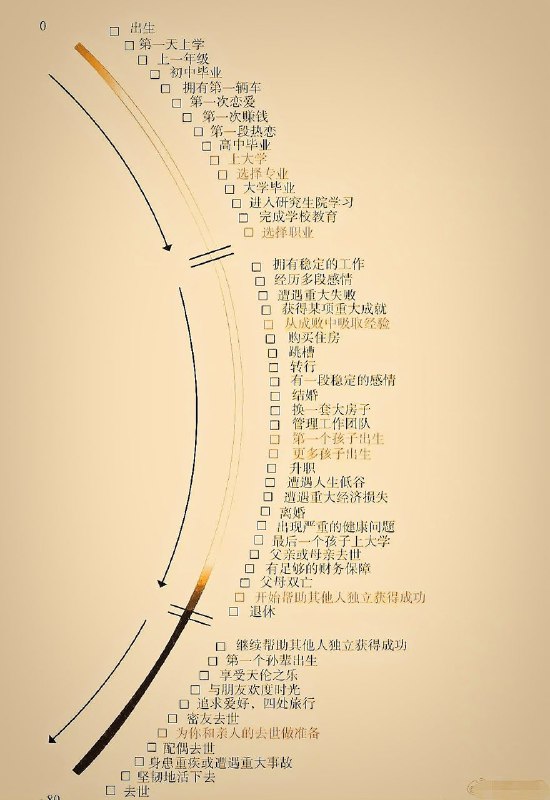 0
出生
第一天上学
上一年级
初中毕业
拥有第一辆车
第一次恋爱
第一次赚钱
第一段热恋
高中毕业
上大学
选择专业
大学毕业
进入研究生院学习
完成学校教育
选择职业
拥有稳定的工作
经历多段感情
遭遇重大失败
获得某项重大成就
从成败中吸取经验
购买住房
跳槽
转行
有一段稳定的感情
结婚
换一套大房子
管理工作团队
第一个孩子出生
更多孩子出生
升职
遭遇人生低谷
遭遇重大经济损失
离婚
出现严重的健康问题
最后一个孩子上大学
父亲或母亲去世
有足够的财务保障
父母双亡
开始帮助其他人独立获得成功
退休
继续帮助其他人独立获得成功
第一个孙辈出生
享受天伦之乐
与朋友欢度时光
追求爱好、四处旅行
密友去世
为你和亲人的去世做准备
配偶去世
身患重疾或遭遇重大事故
坚韧地活下去
去世
80